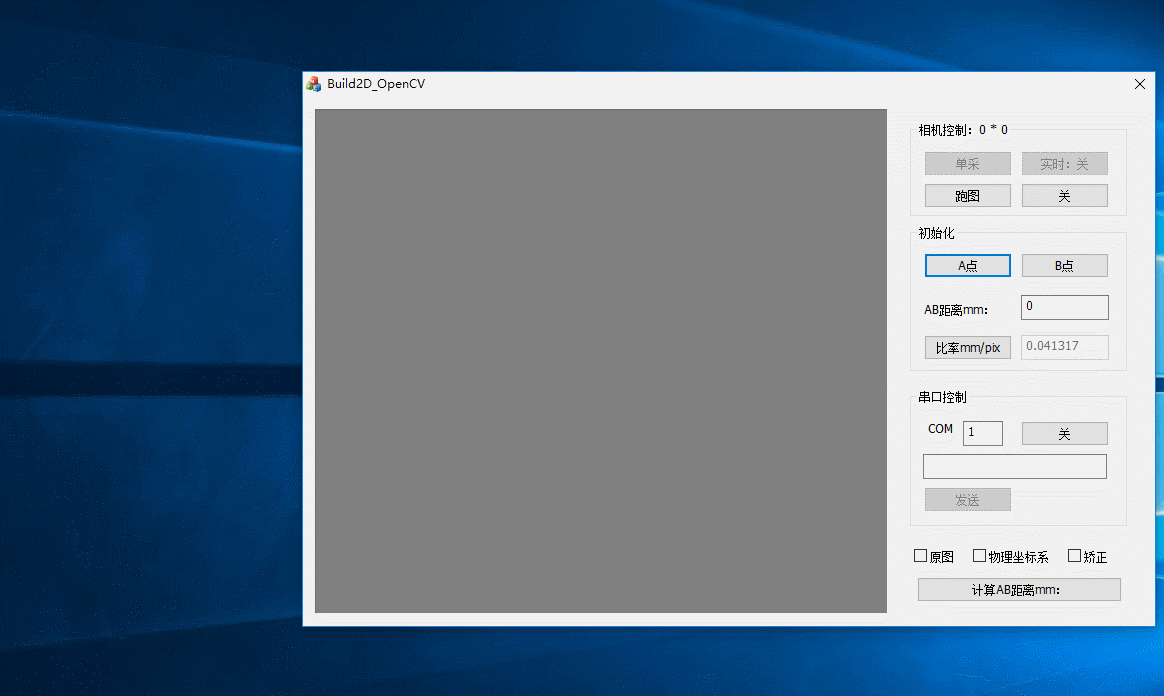 Build2D_OpenCV
相机控制：0 * 0
单采 实时：关
跑图 关
初始化
A点 B点
AB距离mm： 0
比率mm/pix 0.041317
串口控制
COM 1 关
发送
原图 物理坐标系 矫正
计算AB距离mm：